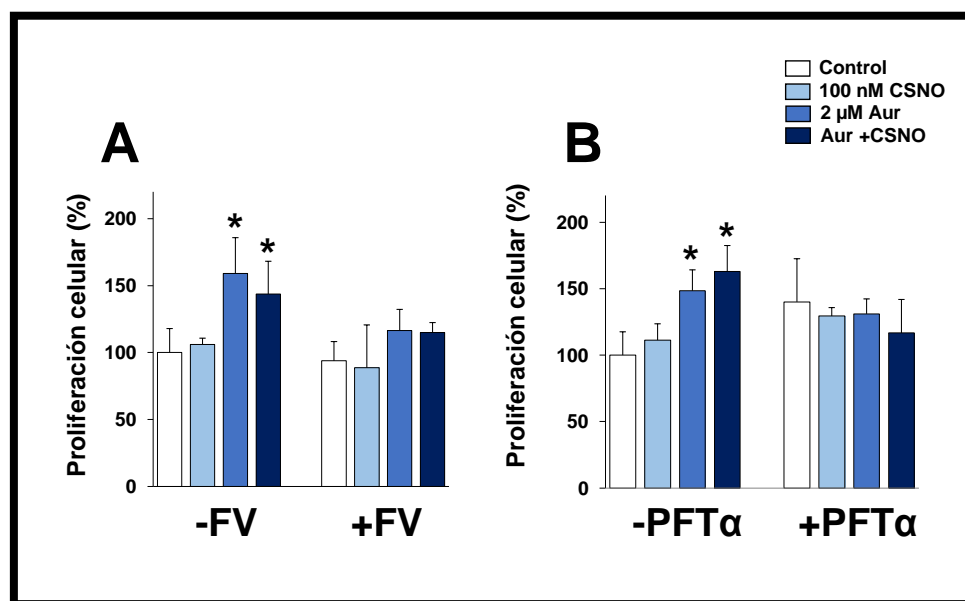 Control
100 nM CSNO
2 µM Aur
Aur +CSNO
A
Proliferación celular (%)
200
150
100
50
0
* *
-FV +FV
B
Proliferación celular (%)
200
150
100
50
0
* *
-PFTα +PFTα